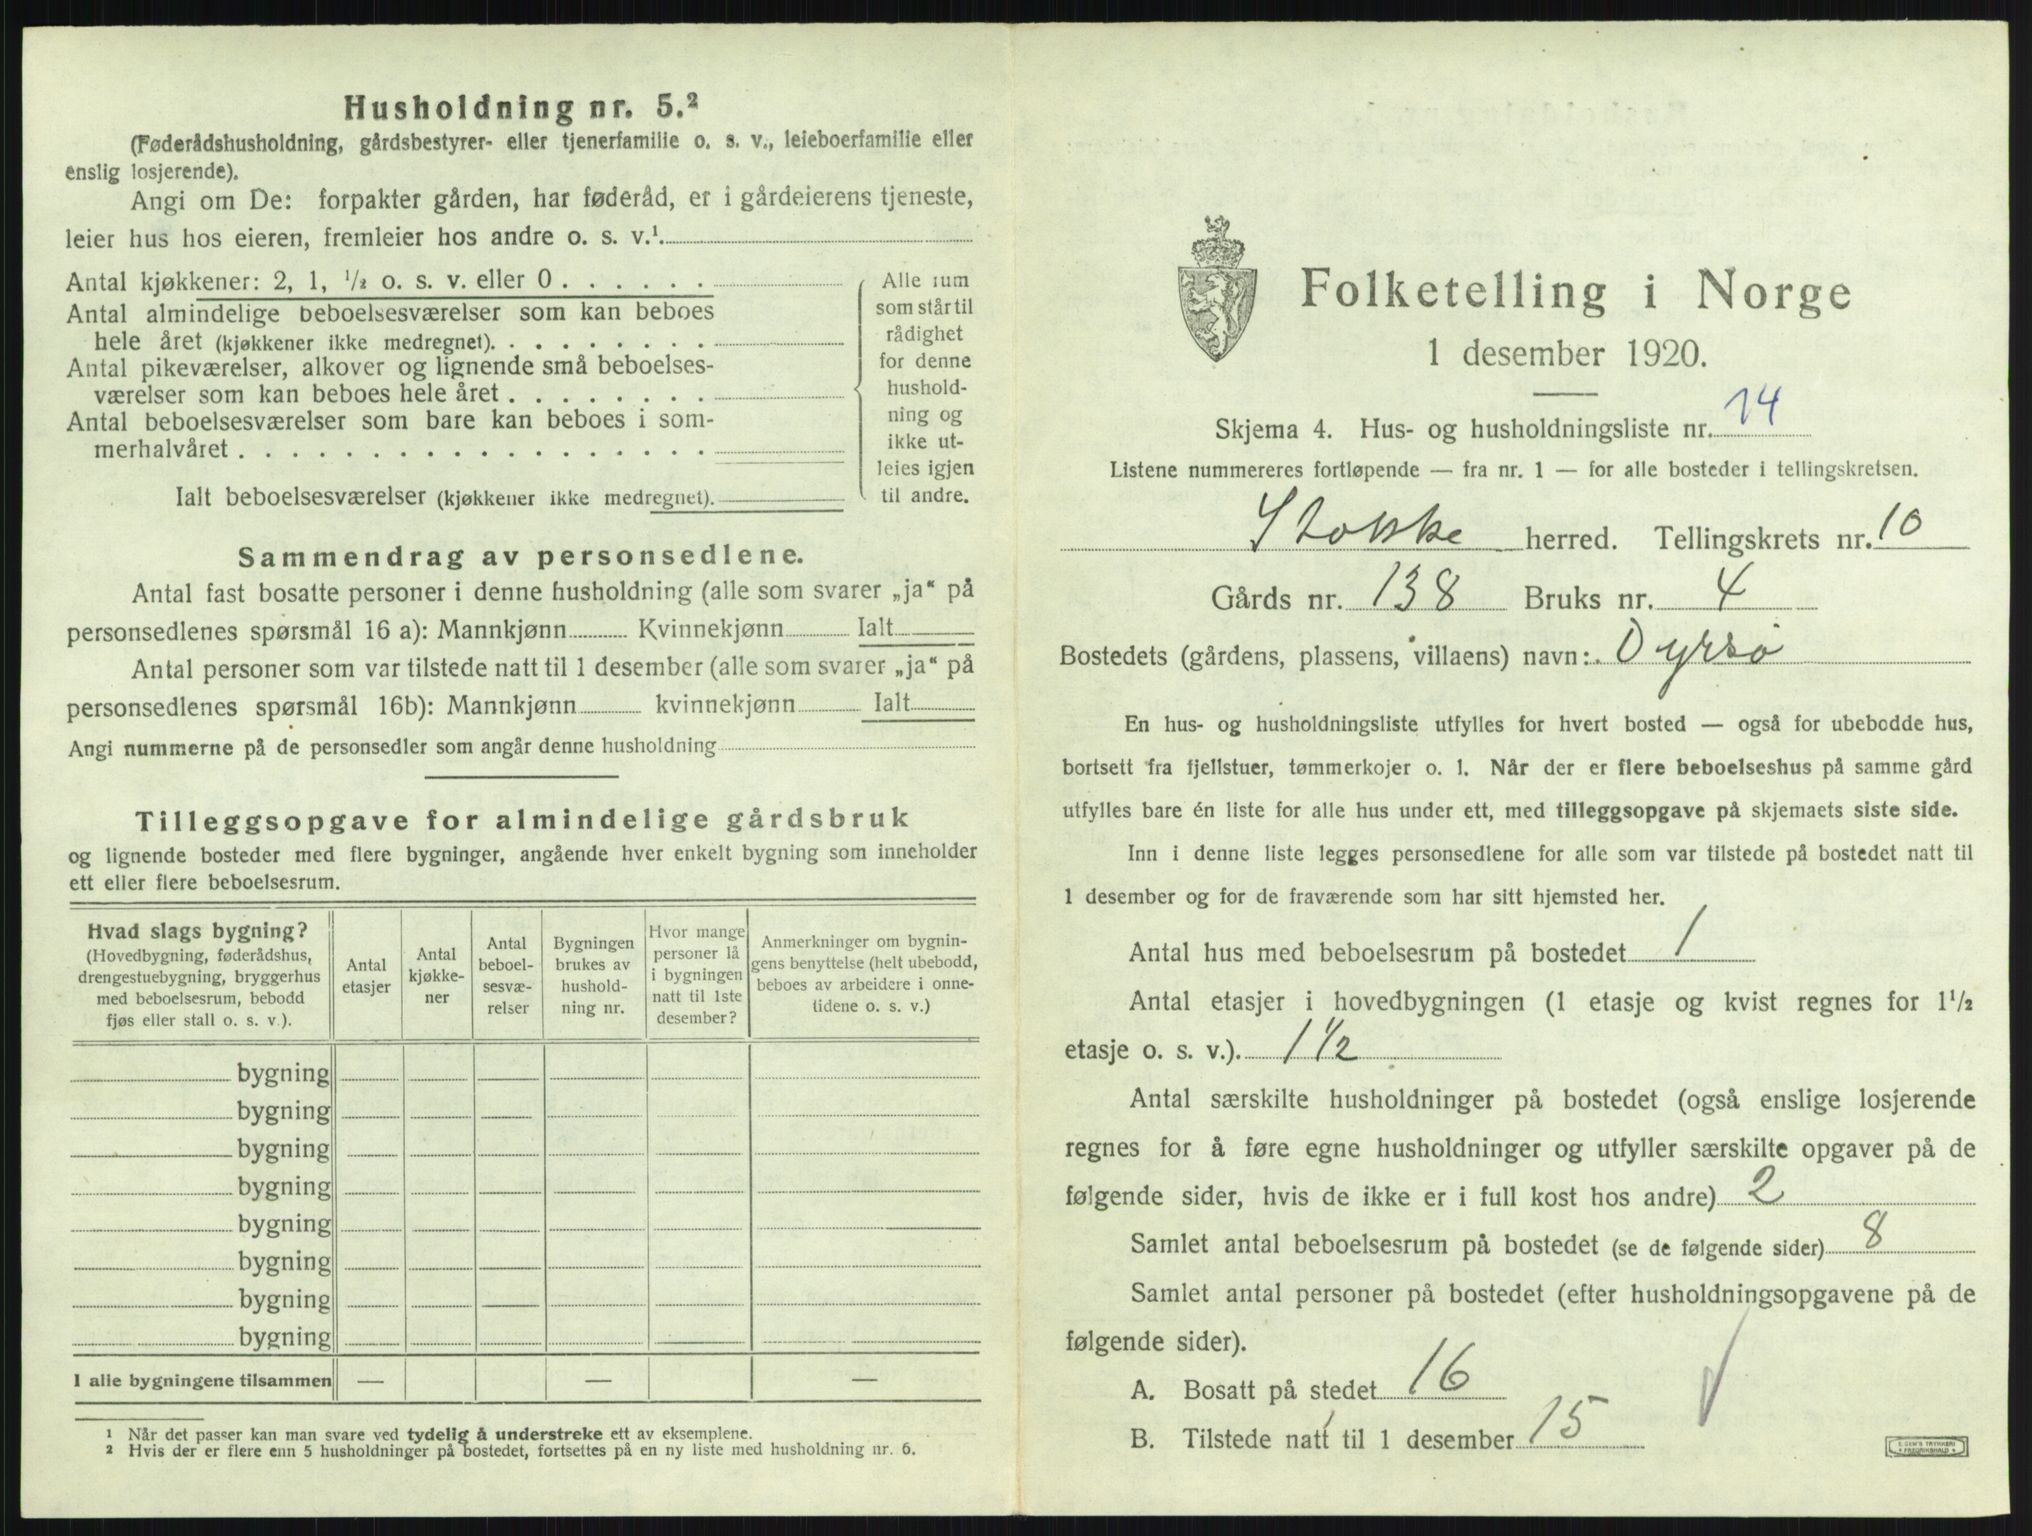 Husholdning nr. 5.²
(Føderådshusholdning, gårdsbestyrer- eller tjenerfamilie o. s. v., leieboerfamilie eller
enslig losjerende).
Angi om De: forpakter gården, har føderåd, er i gårdeierens tjeneste,
leier hus hos eieren, fremleier hos andre o. s. v.¹
Antal kjøkkener: 2, 1, ½ o. s. v. eller 0 . . . . . .
Antal almindelige beboelsesværelser som kan beboes
hele året (kjøkkener ikke medregnet). . . . . . . . .
Antal pikeværelser, alkover og lignende små beboelses-
værelser som kan beboes hele året . . . . . . . .
Antal beboelsesværelser som bare kan beboes i som-
merhalvåret . . . . . . . . . . . . . . . . . .
Ialt beboelsesværelser (kjøkkener ikke medregnet).
Alle rum
som står til
rådighet
for denne
hushold-
ning og
ikke ut-
leies igjen
til andre.
Sammendrag av personsedlene.
Antal fast bosatte personer i denne husholdning (alle som svarer „ja“ på
personsedlenes spørsmål 16 a): Mannkjønn Kvinnekjønn Ialt
Antal personer som var tilstede natt til 1 desember (alle som svarer „ja“ på
personsedlenes spørsmål 16b): Mannkjønn kvinnekjønn Ialt
Angi nummerne på de personsedler som angår denne husholdning
Tilleggsopgave for almindelige gårdsbruk
og lignende bosteder med flere bygninger, angående hver enkelt bygning som inneholder
ett eller flere beboelsesrum.
Hvad slags bygning?
(Hovedbygning, føderådshus,
drengestuebygning, bryggerhus
med beboelsesrum, bebodd
fjøs eller stall o. s. v.).
Antal
etasjer
Antal
kjøkke-
ner
Antal
beboel-
sesvæ-
relser
Bygningen
brukes av
hushold-
ning nr.
Hvor mange
personer lå
i bygningen
natt til 1ste
desember?
Anmerkninger om bygnin-
gens benyttelse (helt ubebodd,
beboes av arbeidere i onne-
tidene o. s. v.)
bygning
bygning
bygning
bygning
bygning
bygning
bygning
bygning
I alle bygningene tilsammen — — —
¹ Når det passer kan man svare ved tydelig å understreke ett av eksemplene.
² Hvis der er flere enn 5 husholdninger på bostedet, fortsettes på en ny liste med husholdning nr. 6.
Folketelling i Norge
1 desember 1920.
Skjema 4. Hus- og husholdningsliste nr. 14
Listene nummereres fortløpende — fra nr. 1 — for alle bosteder i tellingskretsen.
Stokke herred. Tellingskrets nr. 10
Gårds nr. 138 Bruks nr. 4
Bostedets (gårdens, plassens, villaens) navn: Dyrsø
En hus- og husholdningsliste utfylles for hvert bosted — også for ubebodde hus,
bortsett fra fjellstuer, tømmerkojer o. l. Når der er flere beboelseshus på samme gård
utfylles bare én liste for alle hus under ett, med tilleggsopgave på skjemaets siste side.
Inn i denne liste legges personsedlene for alle som var tilstede på bostedet natt til
1 desember og for de fraværende som har sitt hjemsted her.
Antal hus med beboelsesrum på bostedet 1
Antal etasjer i hovedbygningen (1 etasje og kvist regnes for 1½
etasje o. s. v.). 1 1/2
Antal særskilte husholdninger på bostedet (også enslige losjerende
regnes for å føre egne husholdninger og utfyller særskilte opgaver på de
følgende sider, hvis de ikke er i full kost hos andre) 2
Samlet antal beboelsesrum på bostedet (se de følgende sider) 8
Samlet antal personer på bostedet (efter husholdningsopgavene på de
følgende sider).
A. Bosatt på stedet 16
B. Tilstede natt til 1 desember 15
E. SEM'S TRYKKERI
FREDRIKSHALD